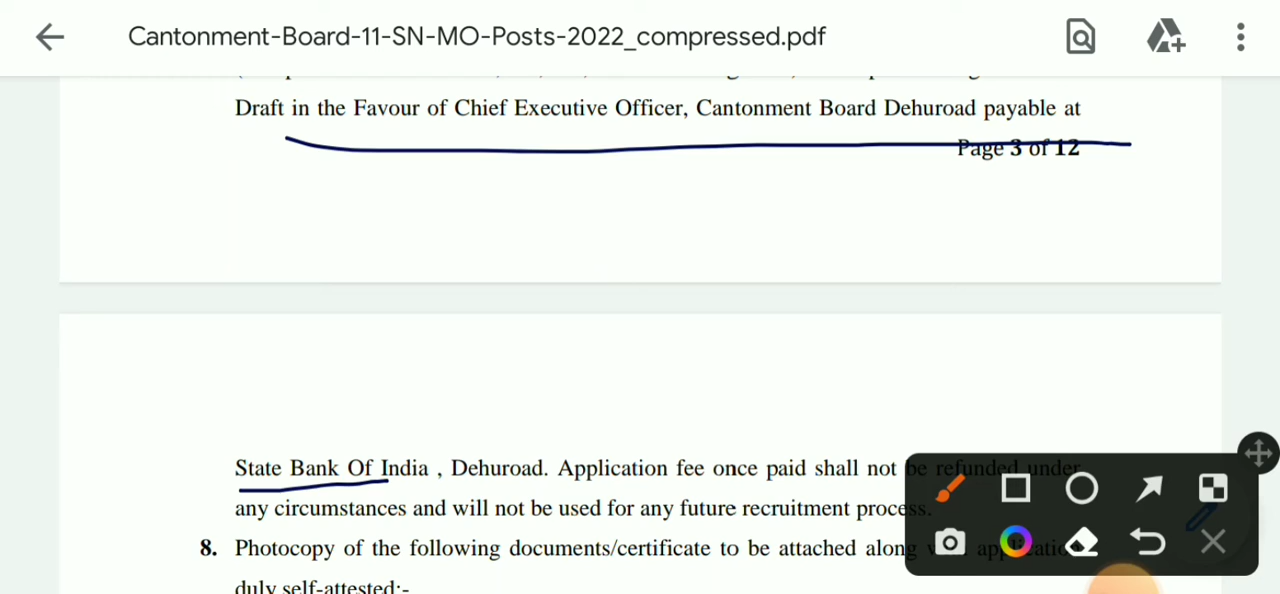 Cantonment-Board-11-SN-MO-Posts-2022_compressed.pdf
Draft in the Favour of Chief Executive Officer, Cantonment Board Dehuroad payable at
Page 3 of 12
State Bank Of India , Dehuroad. Application fee once paid shall not be refunded under
any circumstances and will not be used for any future recruitment process.
8. Photocopy of the following documents/certificate to be attached along
duly self-attested:-